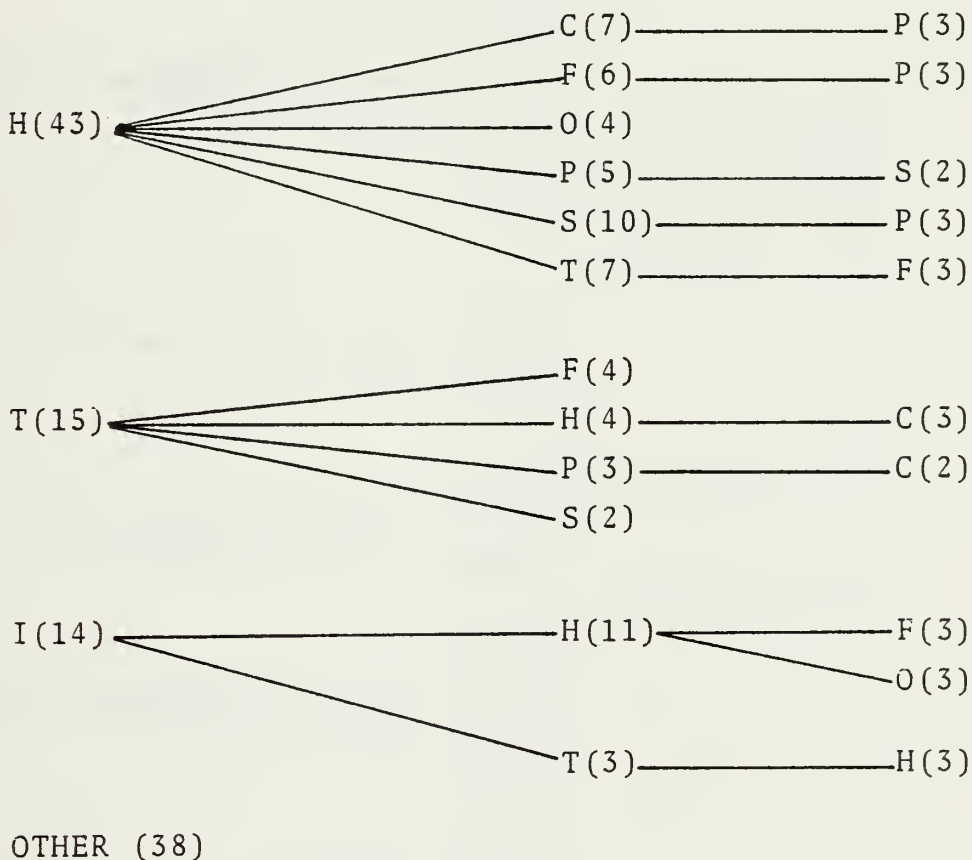 C(7) P(3)
F(6) P(3)
H(43) O(4)
P(5) S(2)
S(10) P(3)
T(7) F(3)
F(4)
T(15) H(4) C(3)
P(3) C(2)
S(2)
I(14) H(11) F(3)
O(3)
T(3) H(3)
OTHER (38)